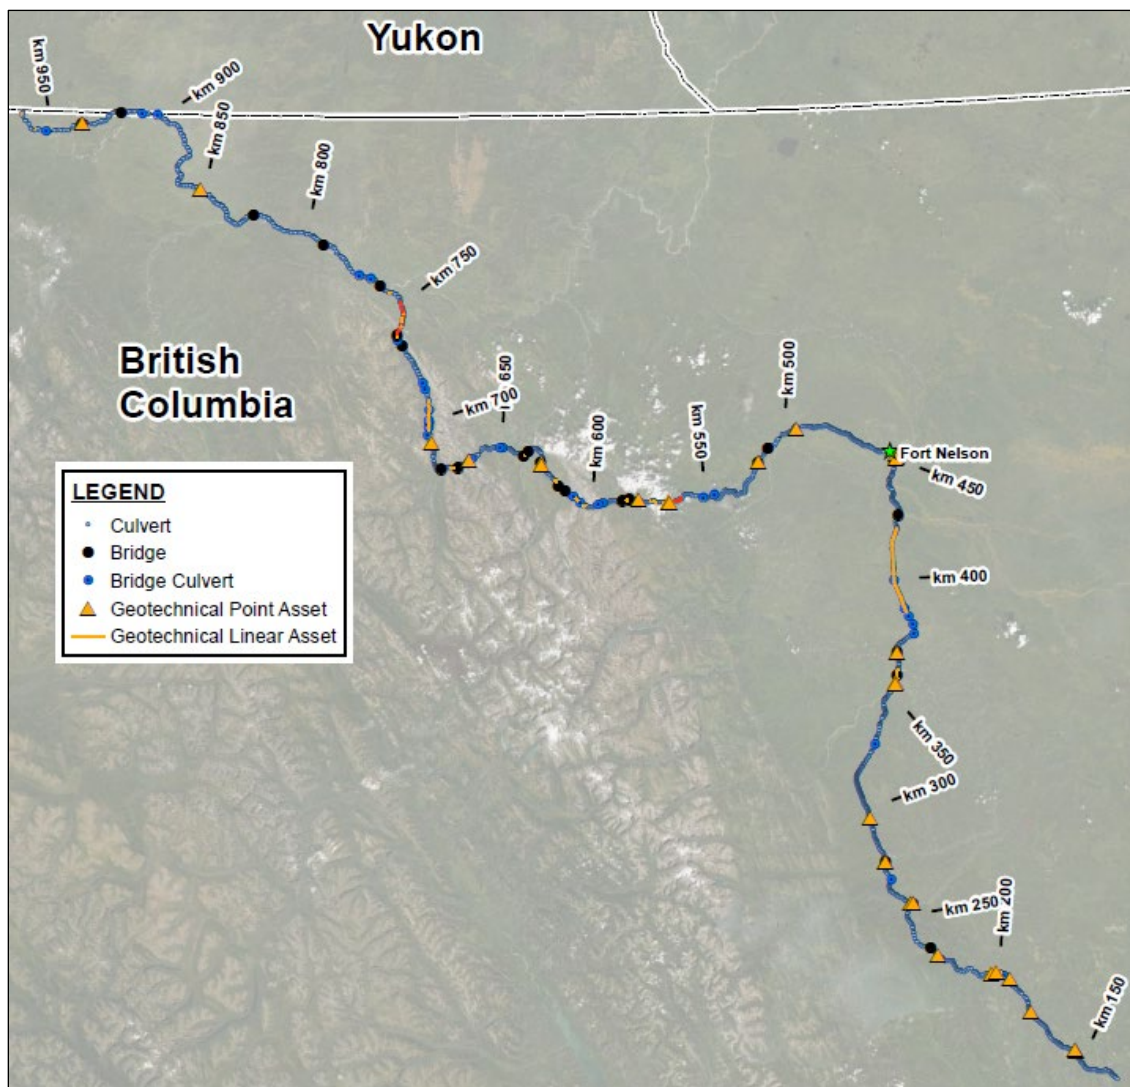 Yukon
km 950
km 900
km 850
km 800
km 750
British
Columbia
km 700
650
km 600
km 550
km 500
Fort Nelson
km 450
km 400
km 350
km 300
km 250
200
km 150
LEGEND
Culvert
Bridge
Bridge Culvert
Geotechnical Point Asset
Geotechnical Linear Asset